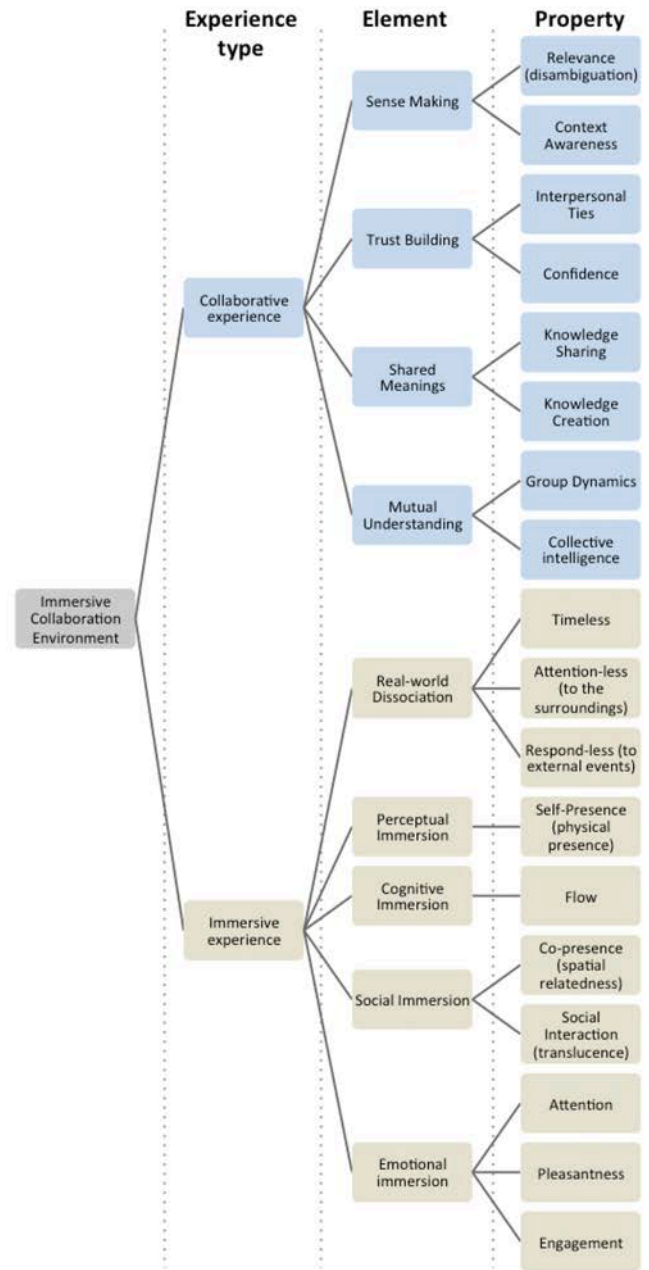 Experience
type
Element
Property
Relevance
(disambiguation)
Sense Making
Context
Awareness
Interpersonal
Ties
Trust Building
Confidence
Collaborative
experience
Knowledge
Sharing
Shared
Meanings
Knowledge
Creation
Group Dynamics
Mutual
Understanding
Collective
intelligence
Immersive
Collaboration
Environment
Timeless
Real-world
Dissociation
Attention-less
(to the
surroundings)
Respond-less (to
external events)
Perceptual
Immersion
Self-Presence
(physical
presence)
Cognitive
Immersion
Flow
Immersive
experience
Co-presence
(spatial
relatedness)
Social Immersion
Social
Interaction
(translucence)
Attention
Emotional
immersion
Pleasantness
Engagement